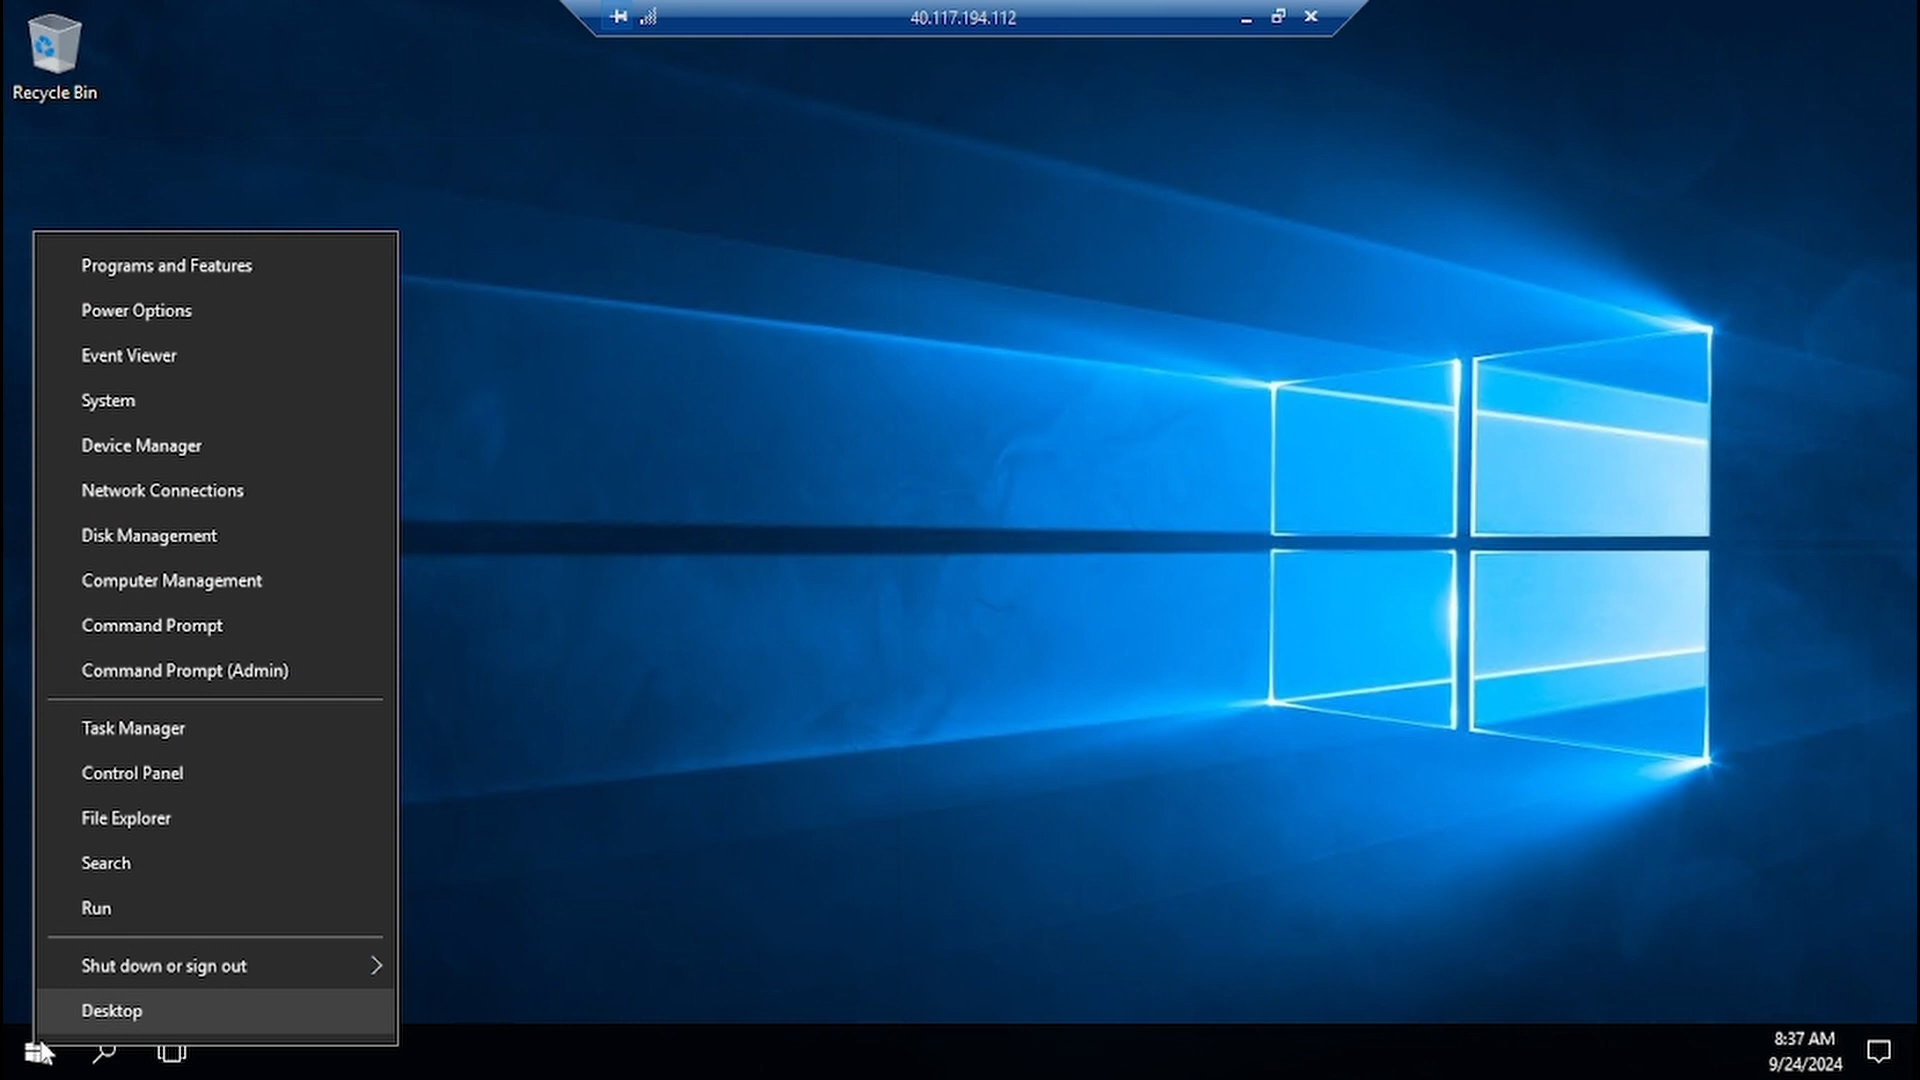 40.117.194.112
Recycle Bin
Programs and Features
Power Options
Event Viewer
System
Device Manager
Network Connections
Disk Management
Computer Management
Command Prompt
Command Prompt (Admin)
Task Manager
Control Panel
File Explorer
Search
Run
Shut down or sign out
Desktop
8:37 AM
9/24/2024